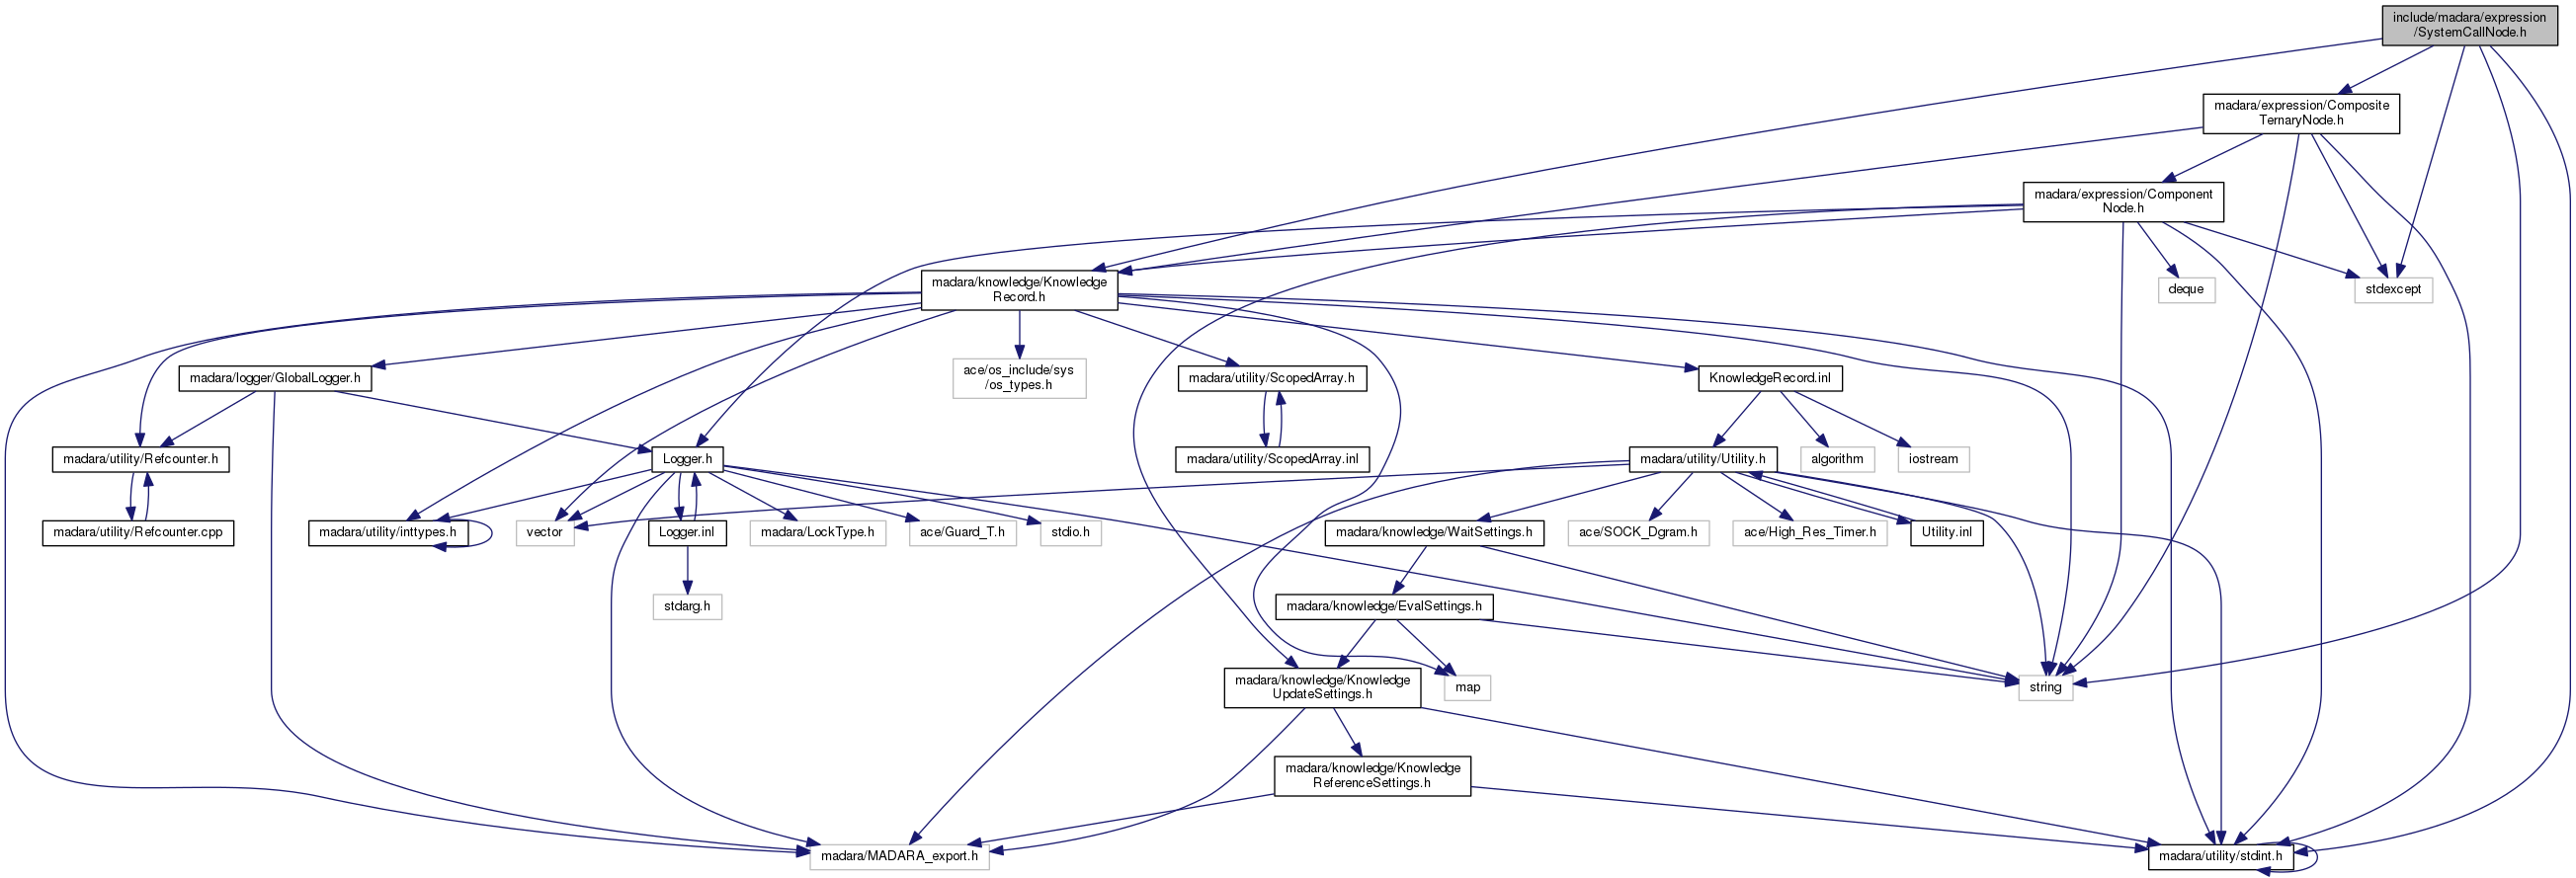 include/madara/expression
/SystemCallNode.h
madara/expression/Composite
TernaryNode.h
madara/expression/Component
Node.h
madara/knowledge/Knowledge
Record.h
deque
stdexcept
madara/logger/GlobalLogger.h
ace/os_include/sys
/os_types.h
madara/utility/ScopedArray.h
KnowledgeRecord.inl
madara/utility/Refcounter.h
Logger.h
madara/utility/ScopedArray.inl
madara/utility/Utility.h
algorithm
iostream
madara/utility/Refcounter.cpp
madara/utility/inttypes.h
vector
Logger.inl
madara/LockType.h
ace/Guard_T.h
stdio.h
madara/knowledge/WaitSettings.h
ace/SOCK_Dgram.h
ace/High_Res_Timer.h
Utility.inl
stdarg.h
madara/knowledge/EvalSettings.h
madara/knowledge/Knowledge
UpdateSettings.h
map
string
madara/knowledge/Knowledge
ReferenceSettings.h
madara/MADARA_export.h
madara/utility/stdint.h